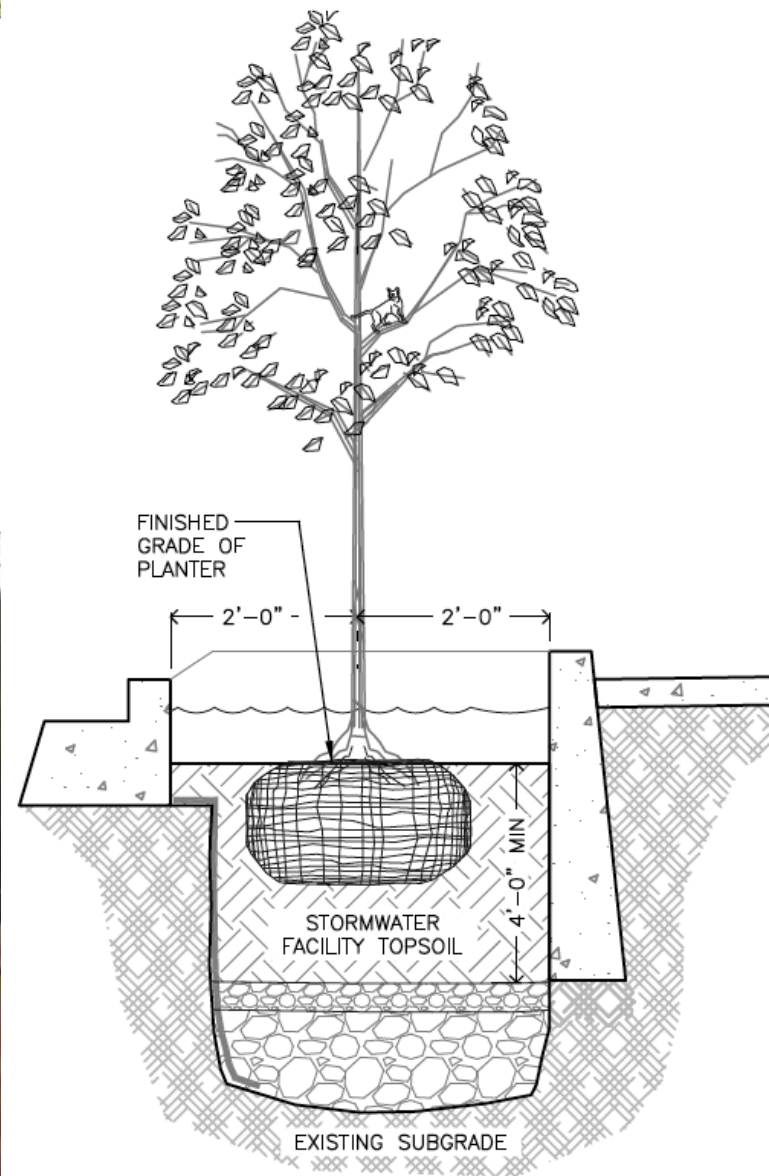 FINISHED
GRADE OF
PLANTER
2'-0"
2'-0"
4'-0" MIN
STORMWATER
FACILITY TOPSOIL
EXISTING SUBGRADE